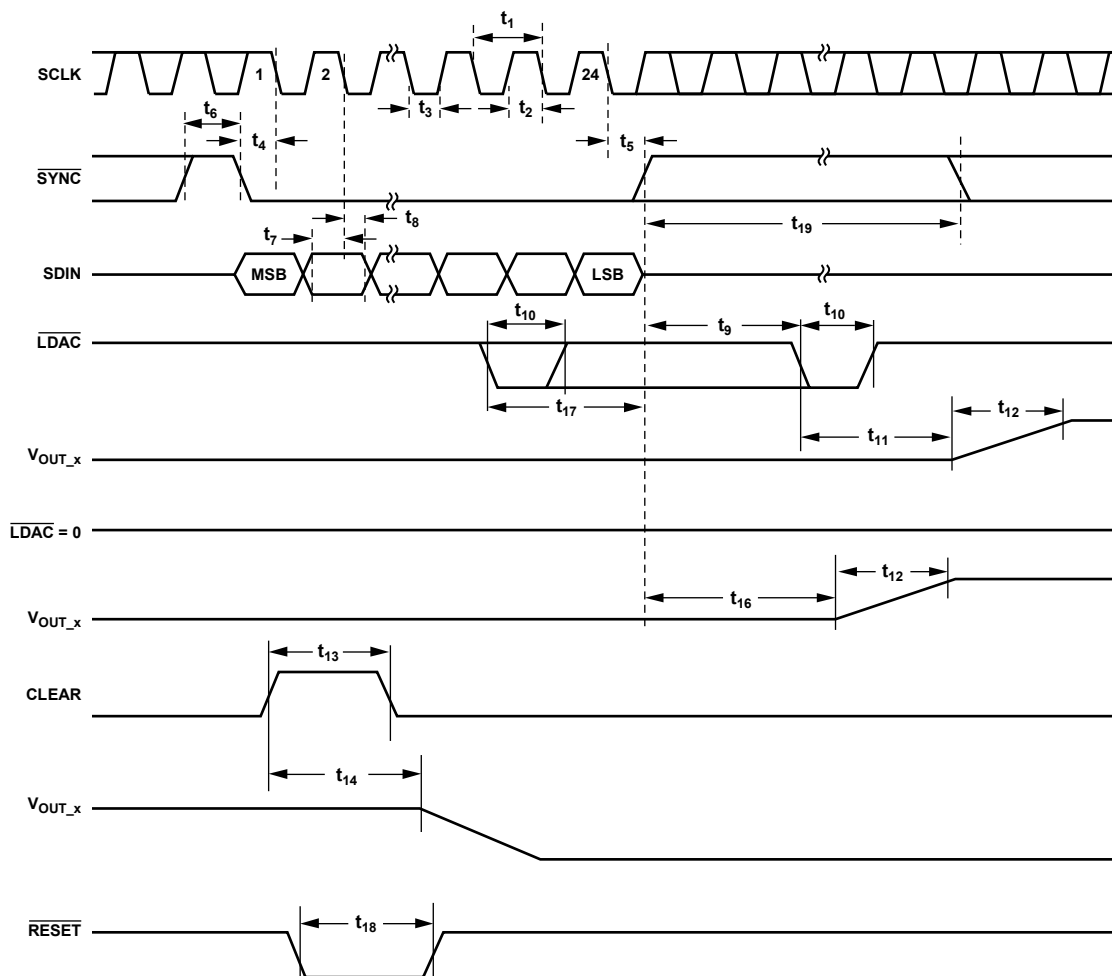 t1
SCLK 1 2 24
t6 t4 t3 t2 t5
SYNC
t19
t7 t8
SDIN MSB LSB
t10 t9 t10
LDAC
t17 t11 t12
VOUT_x
LDAC = 0
t12
t16
VOUT_x
t13
CLEAR
t14
VOUT_x
t18
RESET